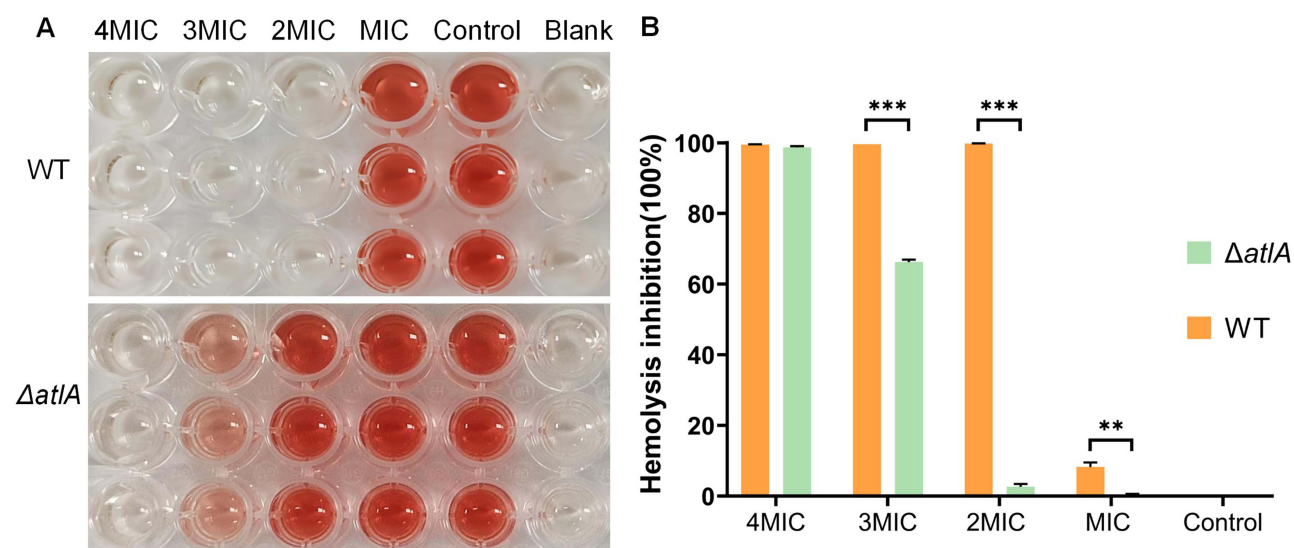 A
4MIC 3MIC 2MIC MIC Control Blank
WT
ΔatlA
B
Hemolysis inhibition(100%)
100
80
60
40
20
0
***
***
**
4MIC 3MIC 2MIC MIC Control
ΔatlA
WT